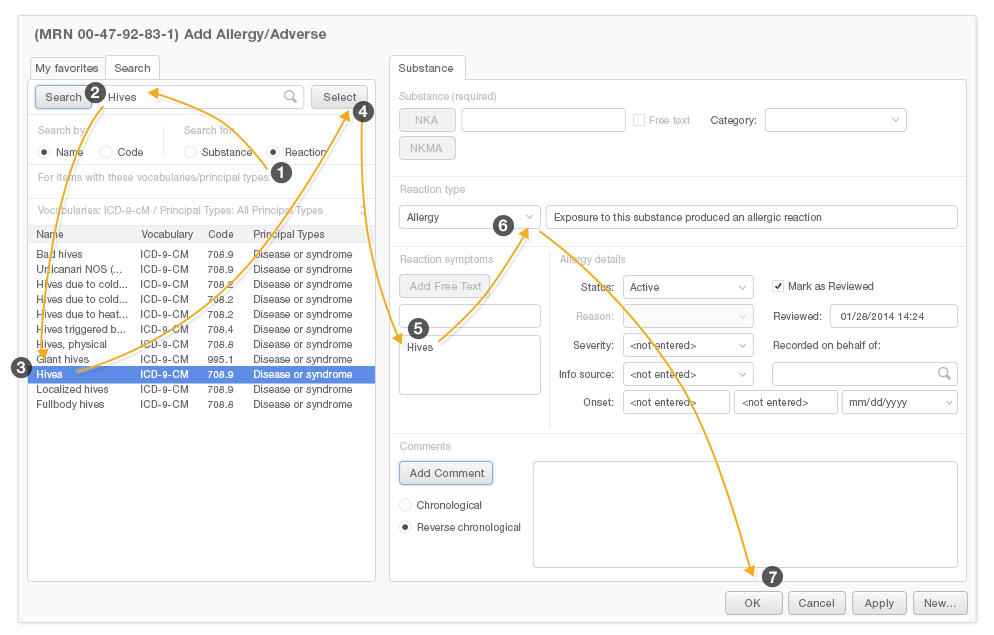 (MRN 00-47-92-83-1) Add Allergy/Adverse
My favorites Search
Search 2 Hives Select
4
Search by: Search for:
Name Code Substance Reaction
1
For items with these vocabularies/principal types:
Vocabularies: ICD-9-cM / Principal Types: All Principal Types
Name Vocabulary Code Principal Types
Bad hives ICD-9-CM 708.9 Disease or syndrome
Urticanari NOS (... ICD-9-CM 708.9 Disease or syndrome
Hives due to cold... ICD-9-CM 708.2 Disease or syndrome
Hives due to cold... ICD-9-CM 708.2 Disease or syndrome
Hives due to heat... ICD-9-CM 708.2 Disease or syndrome
Hives triggered b... ICD-9-CM 708.4 Disease or syndrome
Hives, physical ICD-9-CM 708.8 Disease or syndrome
Giant hives ICD-9-CM 995.1 Disease or syndrome
3 Hives ICD-9-CM 708.9 Disease or syndrome
Localized hives ICD-9-CM 708.9 Disease or syndrome
Fullbody hives ICD-9-CM 708.8 Disease or syndrome
Substance
Substance (required)
NKA Free text Category:
NKMA
Reaction type
Allergy 6 Exposure to this substance produced an allergic reaction
Reaction symptoms
Add Free Text
5
Hives
Allergy details
Status: Active Mark as Reviewed
Reason: Reviewed: 01/28/2014 14:24
Severity: <not entered> Recorded on behalf of:
Info source: <not entered>
Onset: <not entered> <not entered> mm/dd/yyyy
Comments
Add Comment
Chronological
Reverse chronological
7
OK Cancel Apply New...